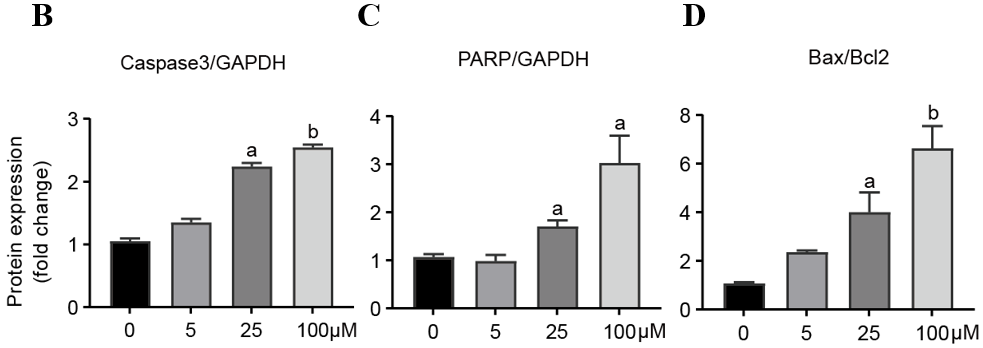 B
Caspase3/GAPDH
Protein expression
(fold change)
3
2
1
0
a
b
0 5 25 100μM
C
PARP/GAPDH
4
3
2
1
0
a
a
0 5 25 100μM
D
Bax/Bcl2
8
6
4
2
0
a
b
0 5 25 100μM